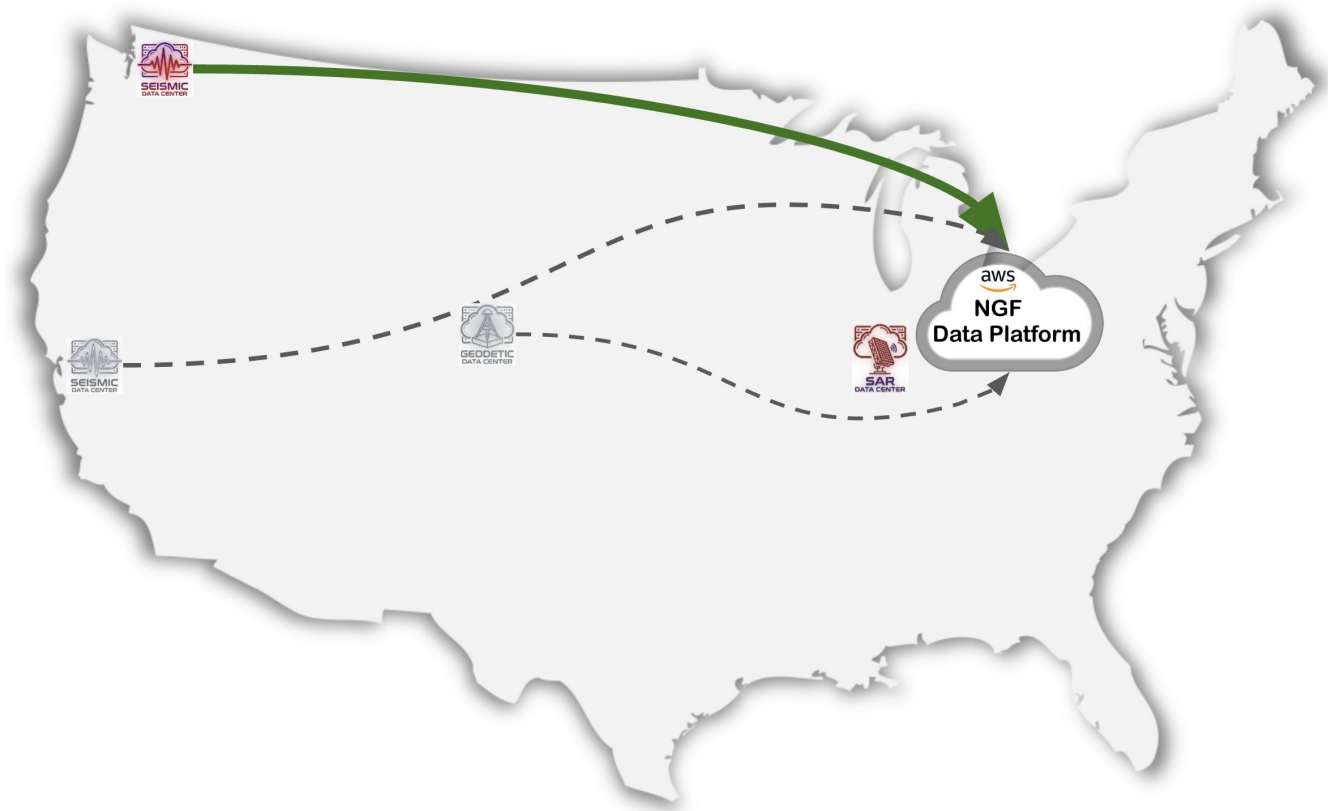 SEISMIC
DATA CENTER
aws
NGF
Data Platform
GEODETIC
DATA CENTER
SAR
DATA CENTER
SEISMIC
DATA CENTER